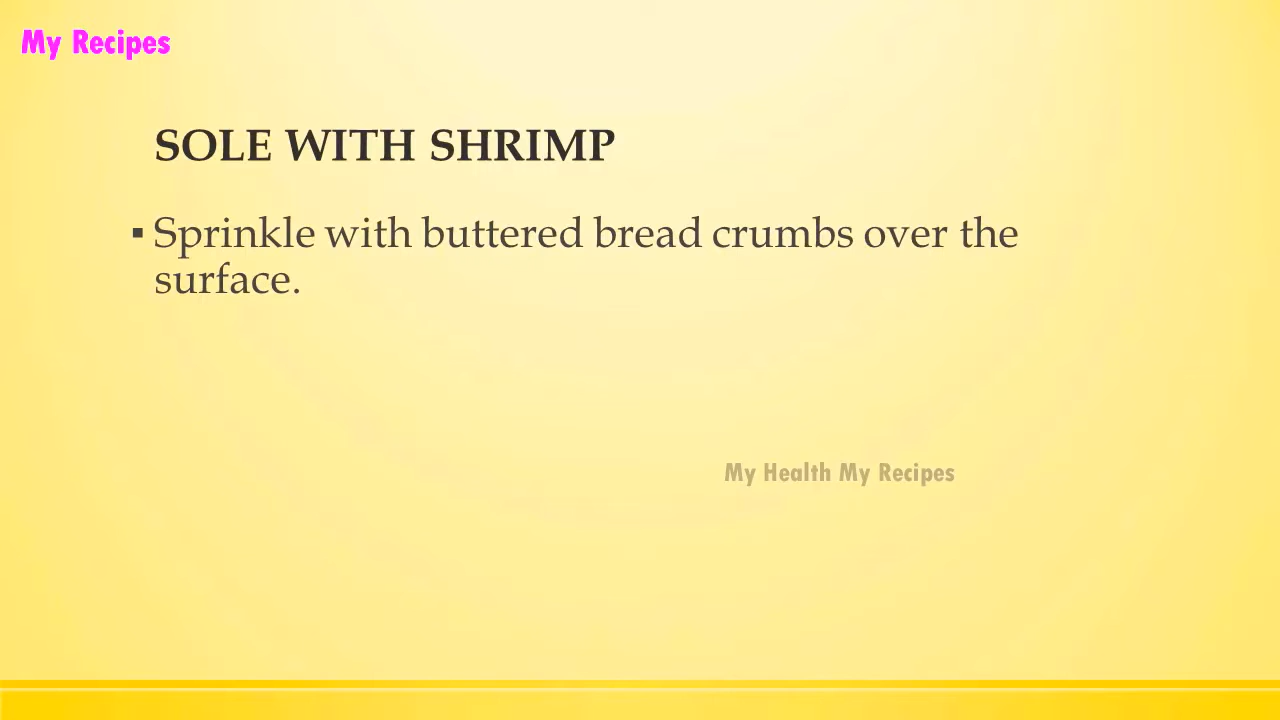 My Recipes
SOLE WITH SHRIMP
▪ Sprinkle with buttered bread crumbs over the
surface.
My Health My Recipes